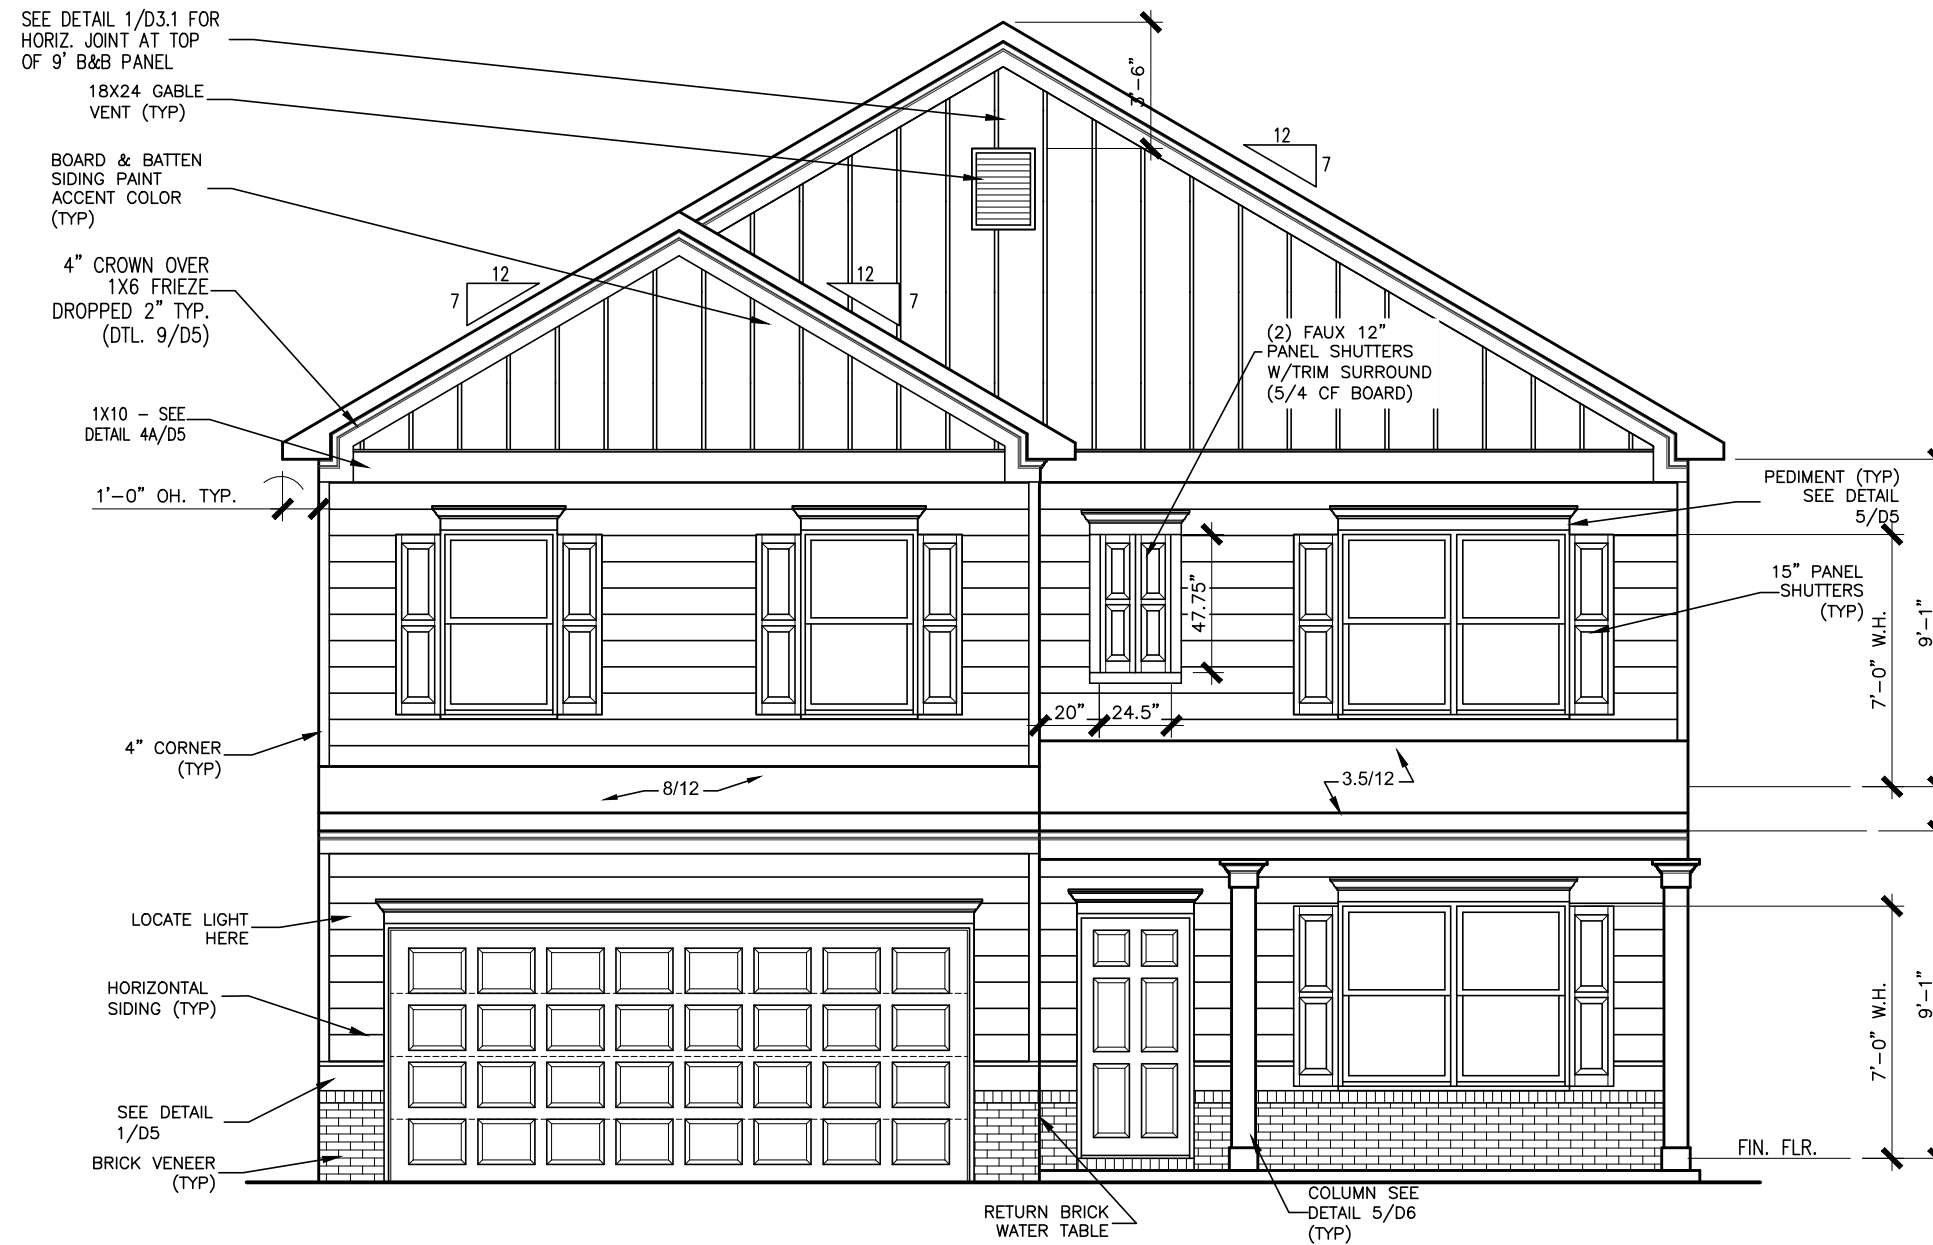 SEE DETAIL 1/D3.1 FOR
HORIZ. JOINT AT TOP
OF 9' B&B PANEL
18X24 GABLE
VENT (TYP)
BOARD & BATTEN
SIDING PAINT
ACCENT COLOR
(TYP)
4" CROWN OVER
1X6 FRIEZE
DROPPED 2" TYP.
(DTL. 9/D5)
1X10 – SEE
DETAIL 4A/D5
1'–0" OH. TYP.
4" CORNER
(TYP)
LOCATE LIGHT
HERE
HORIZONTAL
SIDING (TYP)
SEE DETAIL
1/D5
BRICK VENEER
(TYP)
3'–6"
12
7
12
7
12
7
(2) FAUX 12"
PANEL SHUTTERS
W/TRIM SURROUND
(5/4 CF BOARD)
47.75"
20"
24.5"
8/12
3.5/12
PEDIMENT (TYP)
SEE DETAIL
5/D5
15" PANEL
SHUTTERS
(TYP)
7'–0" W.H.
9'–1"
7'–0" W.H.
9'–1"
FIN. FLR.
RETURN BRICK
WATER TABLE
COLUMN SEE
DETAIL 5/D6
(TYP)